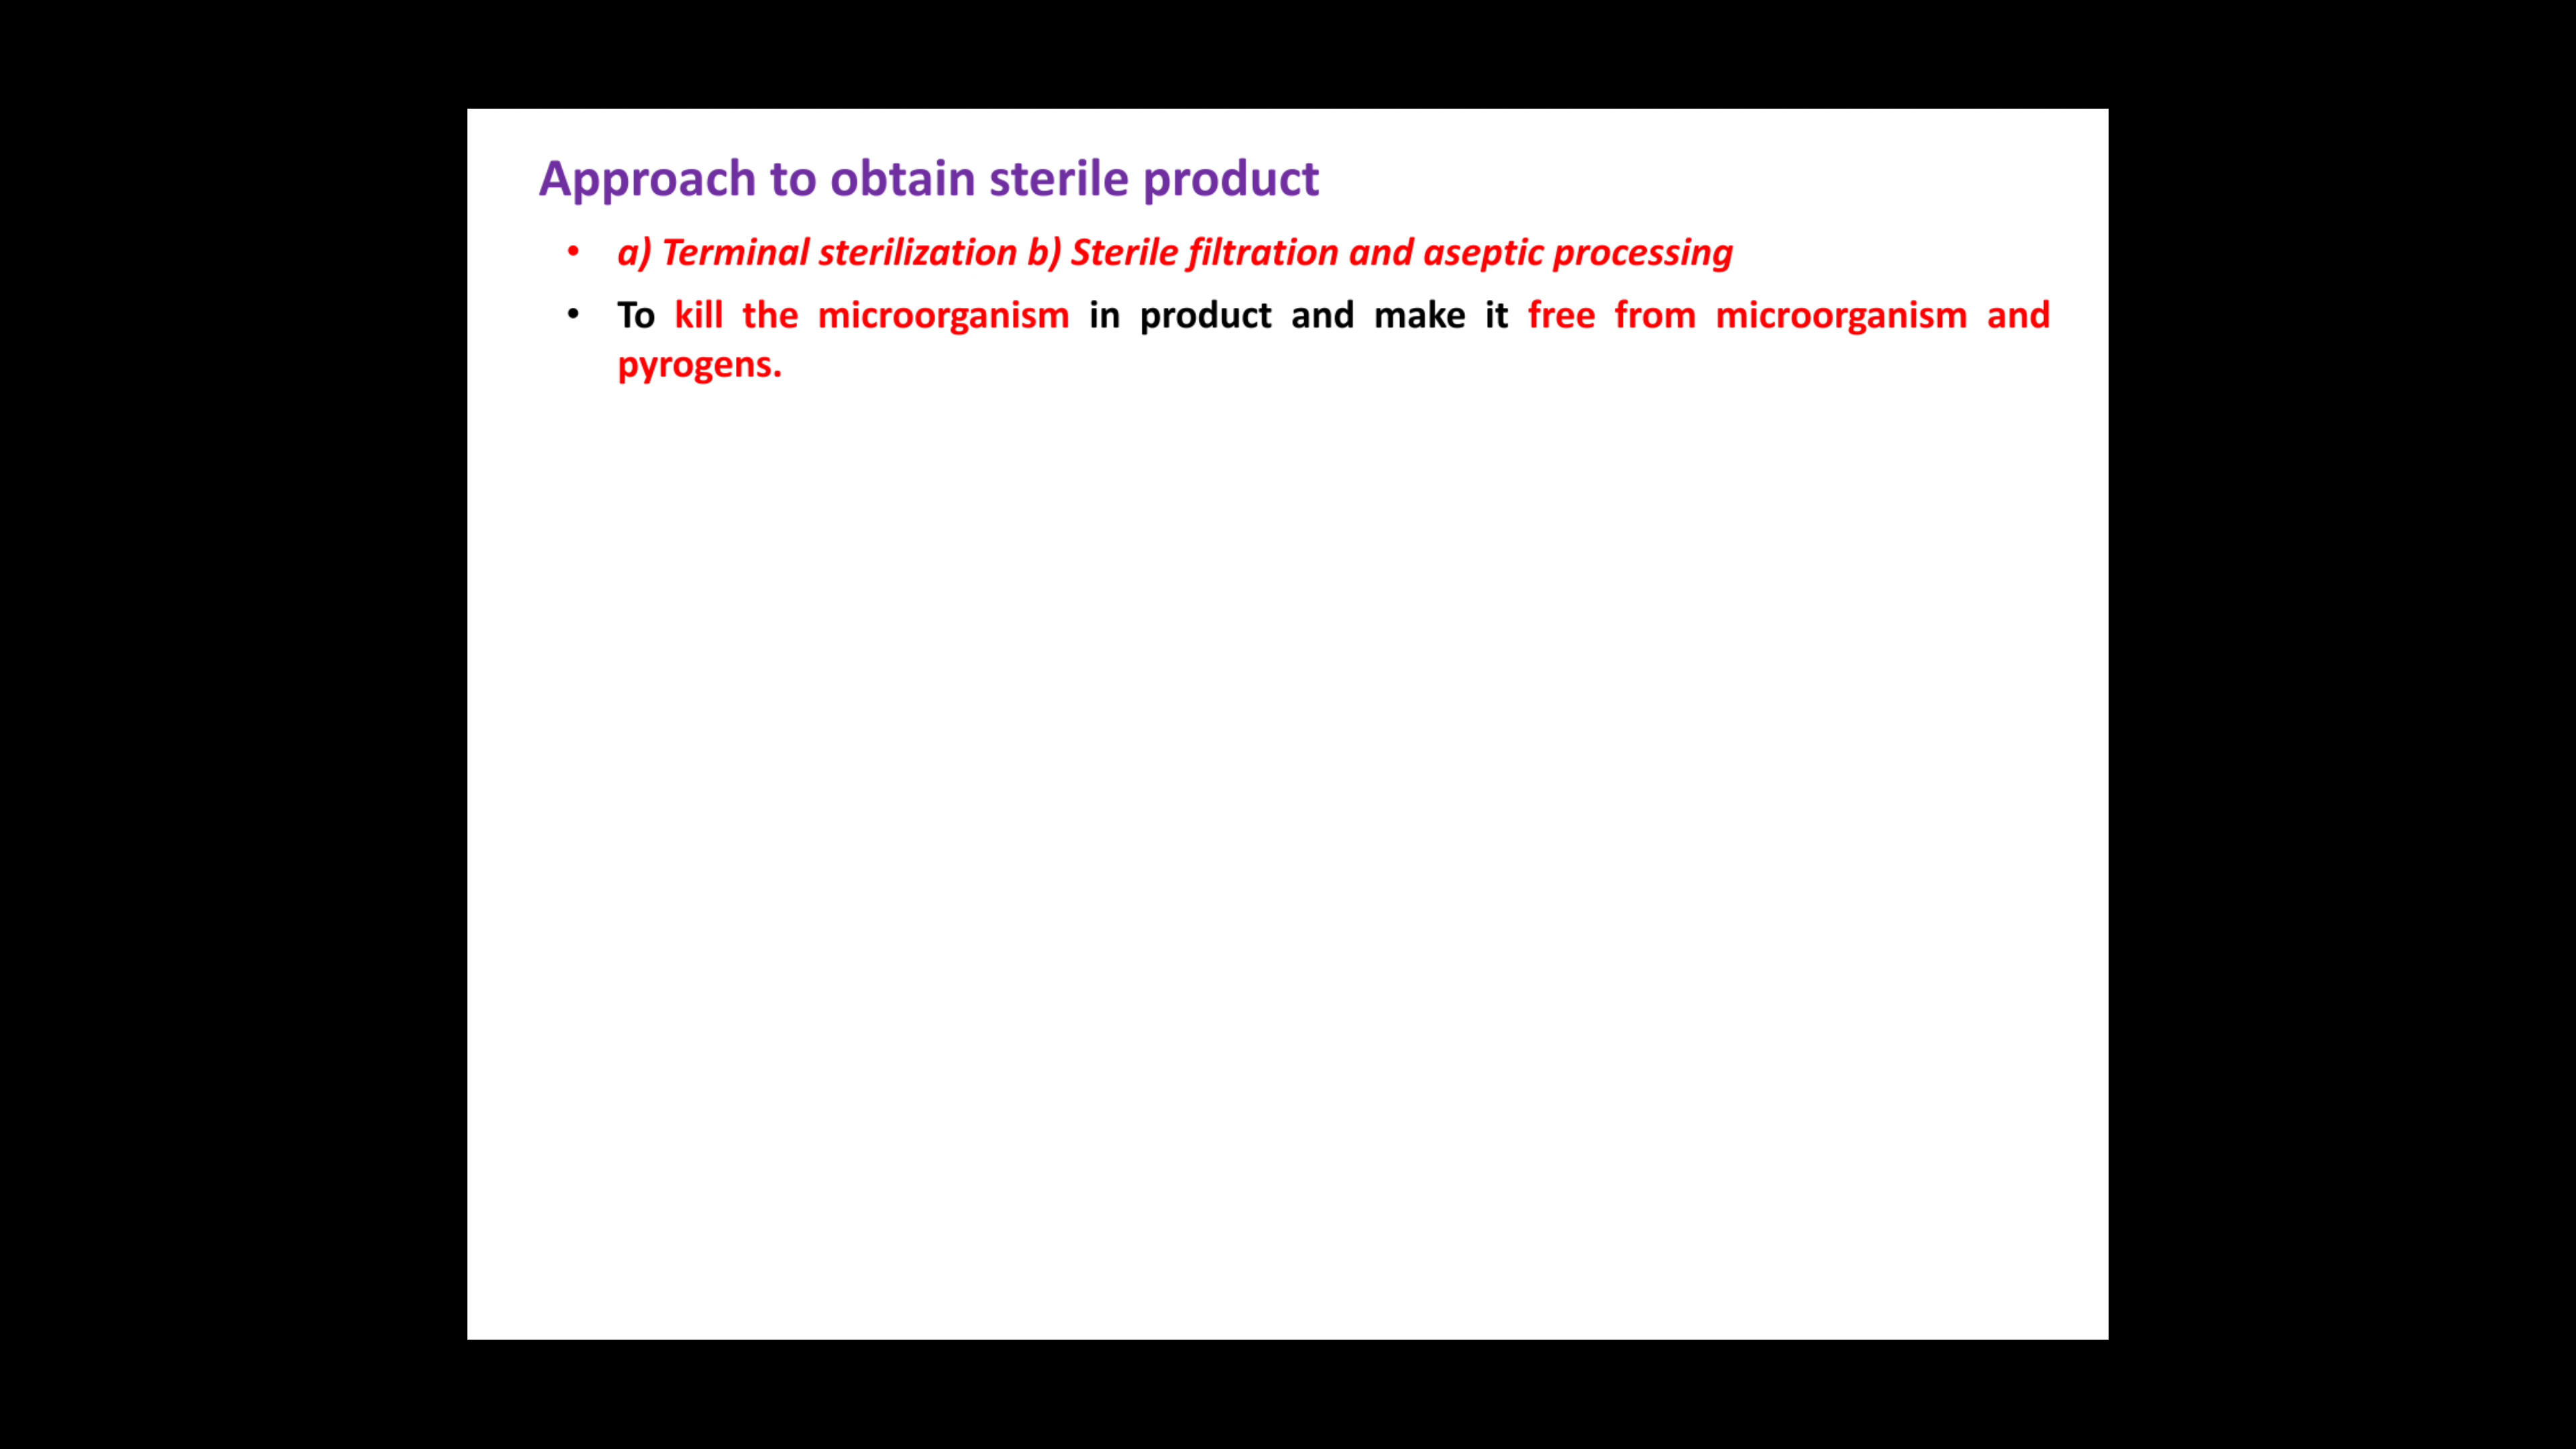 Approach to obtain sterile product
• a) Terminal sterilization b) Sterile filtration and aseptic processing
• To kill the microorganism in product and make it free from microorganism and
pyrogens.